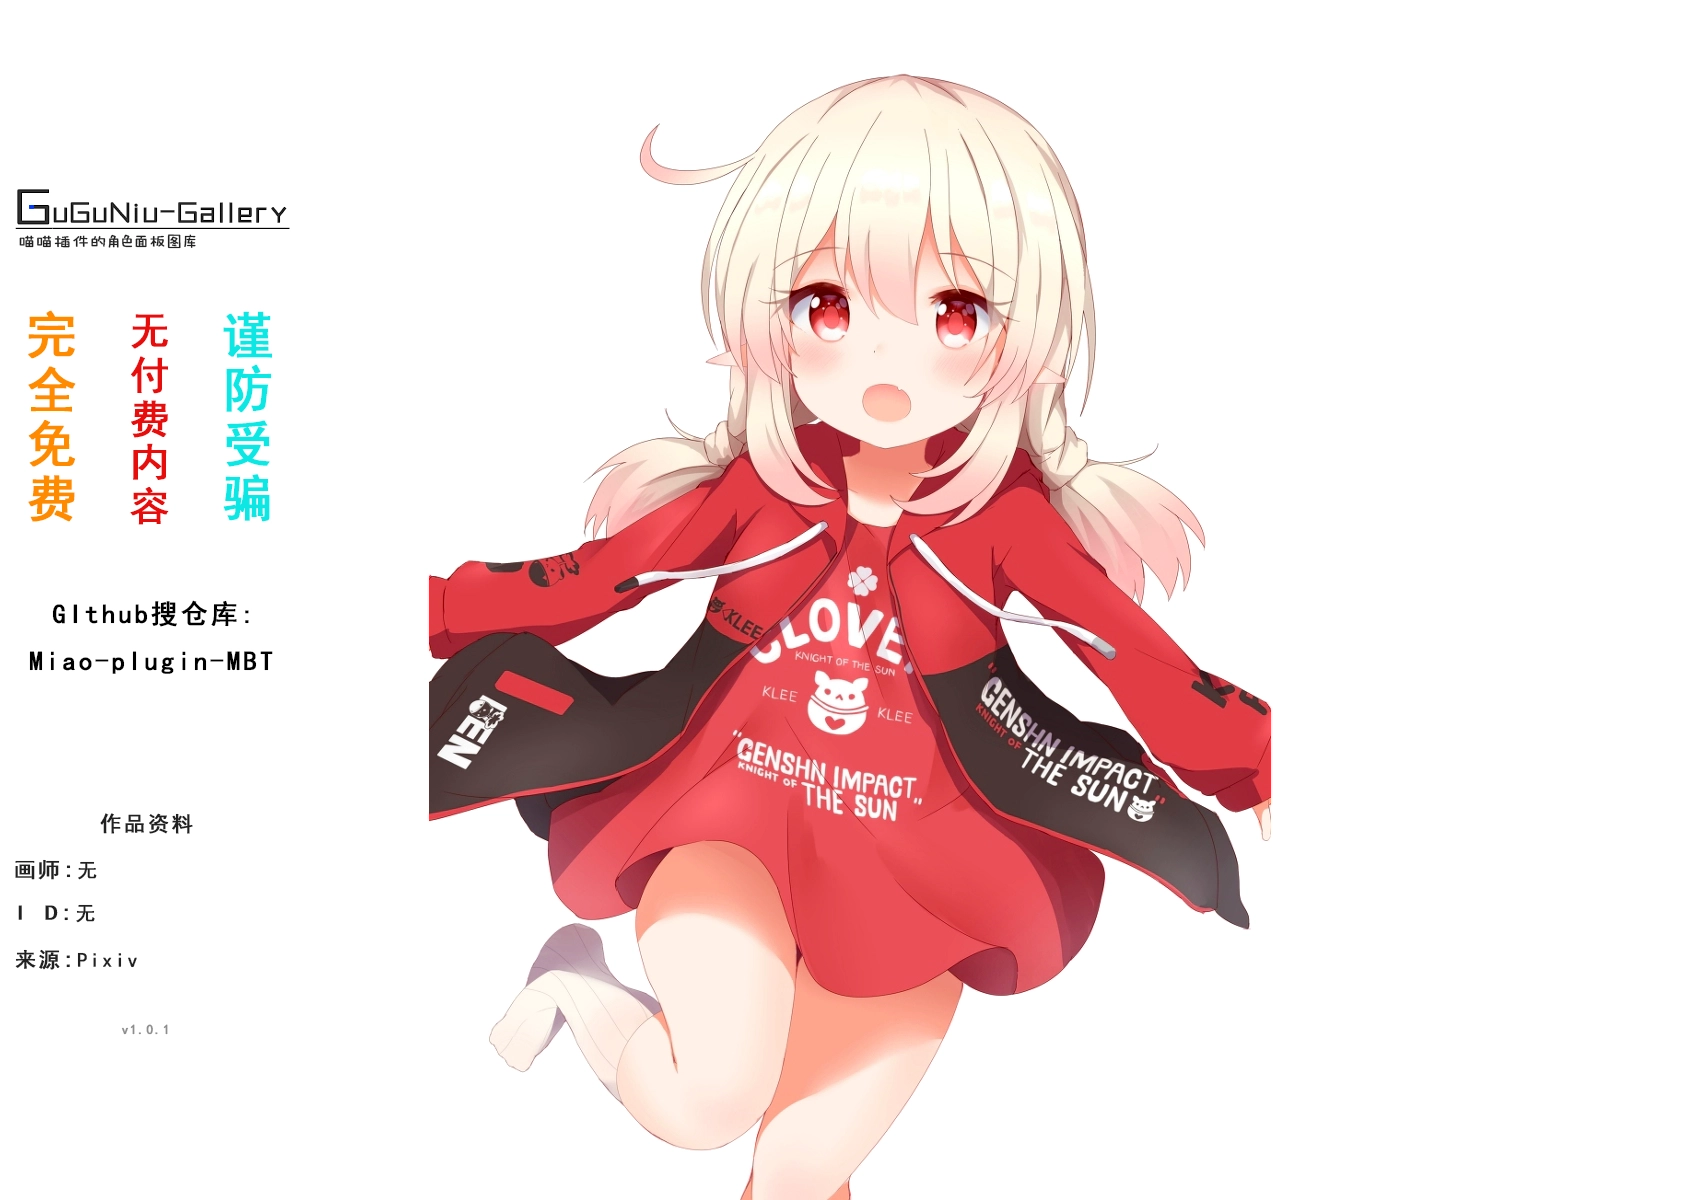 GuGuNiu-Gallery
喵喵插件的角色面板图库
完全免费
无付费内容
谨防受骗
GIthub搜仓库:
Miao-plugin-MBT
作品资料
画师:无
I D:无
来源:Pixiv
v1.0.1
KLEE
CLOVER
KNIGHT OF THE SUN
KLEE
KLEE
"GENSHN IMPACT„
KNIGHT OF THE SUN
"GENSHN IMPACT"
KNIGHT OF THE SUN